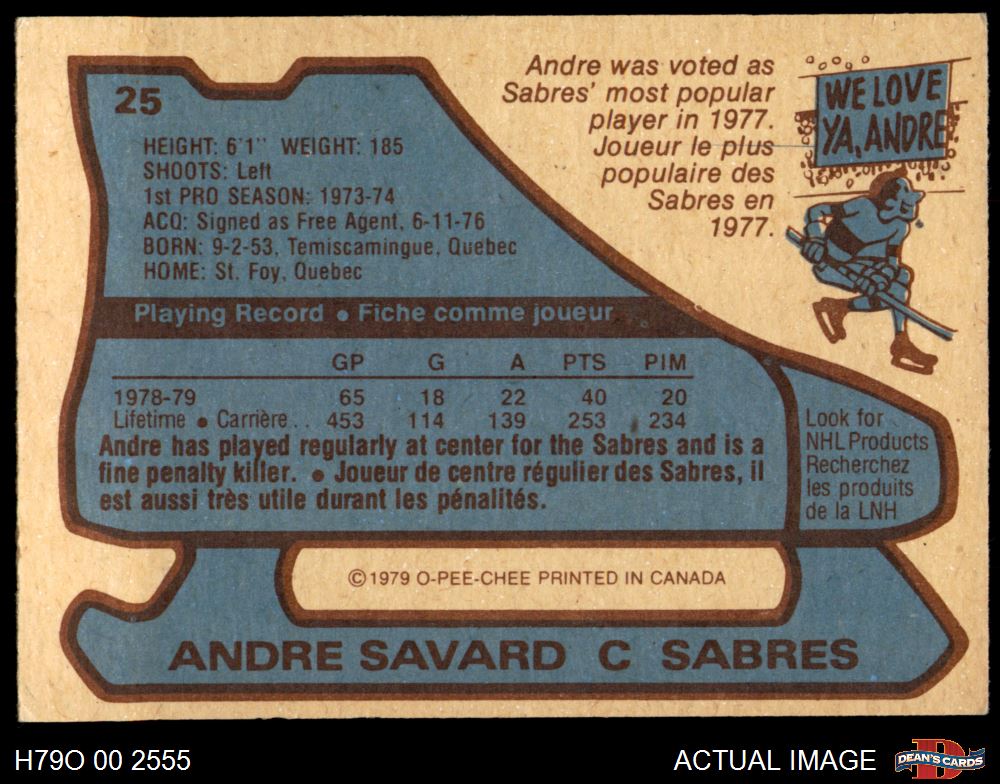 25
HEIGHT: 6'1" WEIGHT: 185
SHOOTS: Left
1st PRO SEASON: 1973-74
ACQ: Signed as Free Agent, 6-11-76
BORN: 9-2-53, Temiscamingue, Quebec
HOME: St. Foy, Quebec
Andre was voted as
Sabres' most popular
player in 1977.
Joueur le plus
populaire des
Sabres en
1977.
WE LOVE
YA, ANDRE
Playing Record • Fiche comme joueur
GP G A PTS PIM
1978-79 65 18 22 40 20
Lifetime • Carrière.. 453 114 139 253 234
Andre has played regularly at center for the Sabres and is a
fine penalty killer. • Joueur de centre régulier des Sabres, il
est aussi très utile durant les pénalités.
Look for
NHL Products
Recherchez
les produits
de la LNH
©1979 O-PEE-CHEE PRINTED IN CANADA
ANDRE SAVARD C SABRES
H79O 00 2555
ACTUAL IMAGE
DEAN'S CARDS